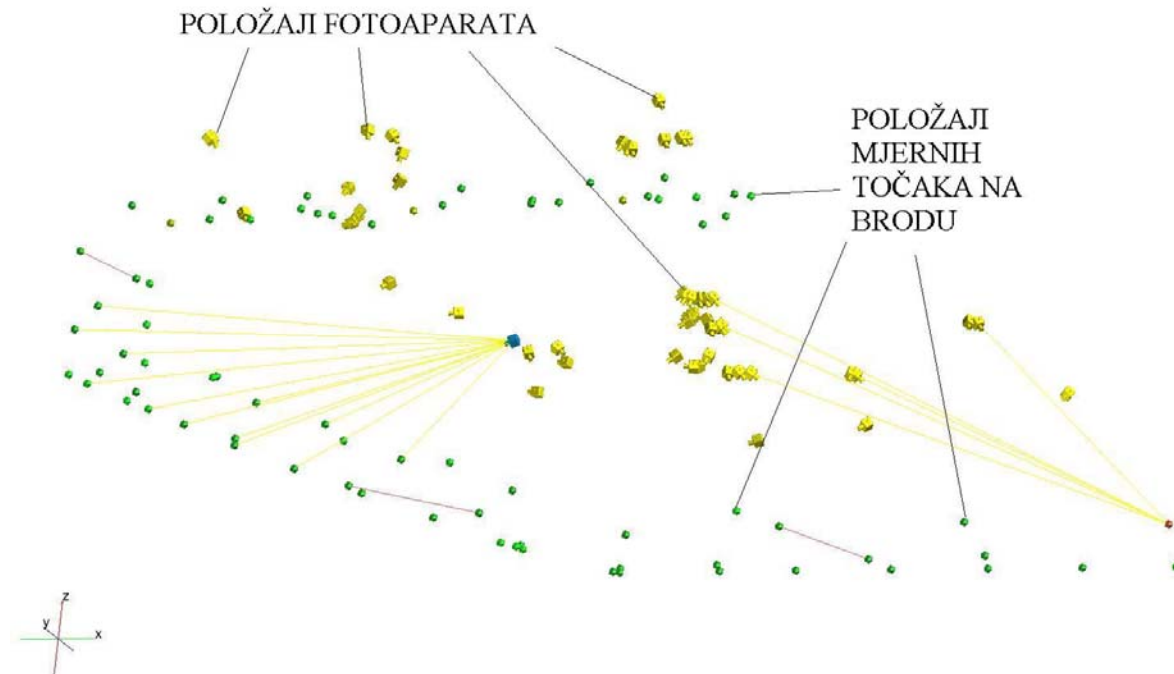 POLOŽAJI FOTOAPARATA
POLOŽAJI
MJERNIH
TOČAKA NA
BRODU
z
y
x